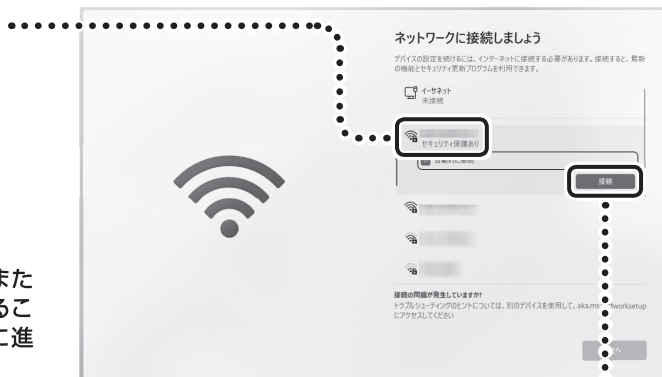 ネットワークに接続しましょう
デバイスの設定を続けるには、インターネットに接続する必要があります。接続すると、最新
の機能とセキュリティ更新プログラムを利用できます。
イーサネット
未接続
セキュリティ保護あり
自動的に接続
接続
接続の問題が発生していますか?
トラブルシューティングのヒントについては、別のデバイスを使用して、aka.ms
tworksetup
にアクセスしてください
また
るこ
に進